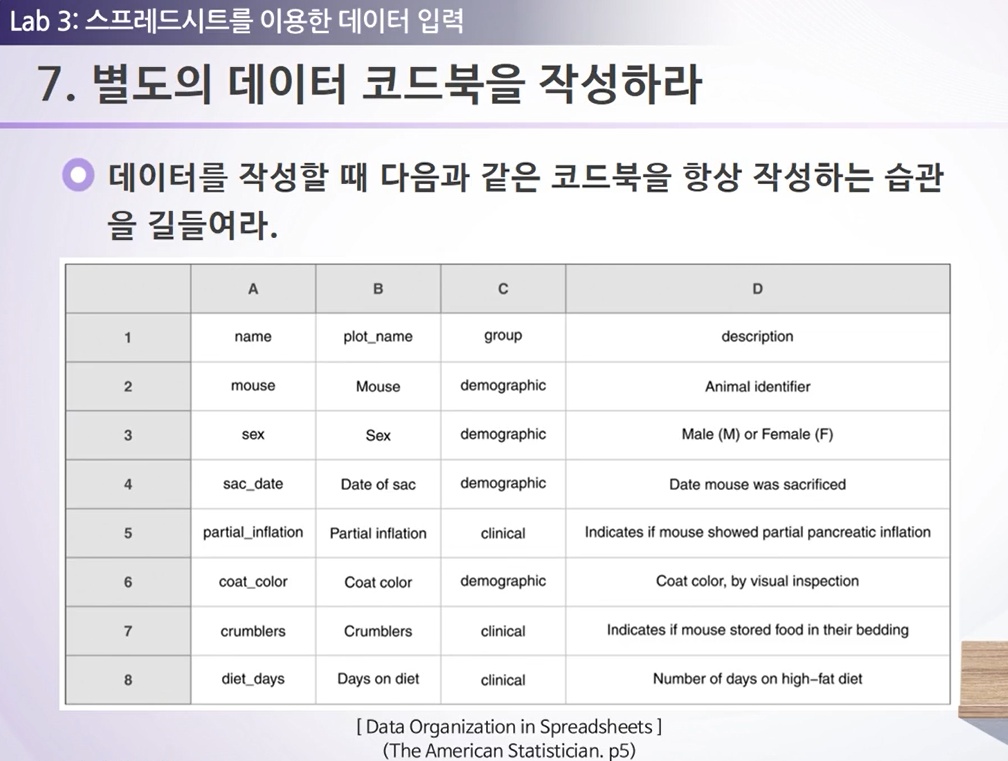 Lab 3: 스프레드시트를 이용한 데이터 입력
7. 별도의 데이터 코드북을 작성하라
데이터를 작성할 때 다음과 같은 코드북을 항상 작성하는 습관
을 길들여라.
A B C D
1 name plot_name group description
2 mouse Mouse demographic Animal identifier
3 sex Sex demographic Male (M) or Female (F)
4 sac_date Date of sac demographic Date mouse was sacrificed
5 partial_inflation Partial inflation clinical Indicates if mouse showed partial pancreatic inflation
6 coat_color Coat color demographic Coat color, by visual inspection
7 crumblers Crumblers clinical Indicates if mouse stored food in their bedding
8 diet_days Days on diet clinical Number of days on high–fat diet
[ Data Organization in Spreadsheets ]
(The American Statistician. p5)